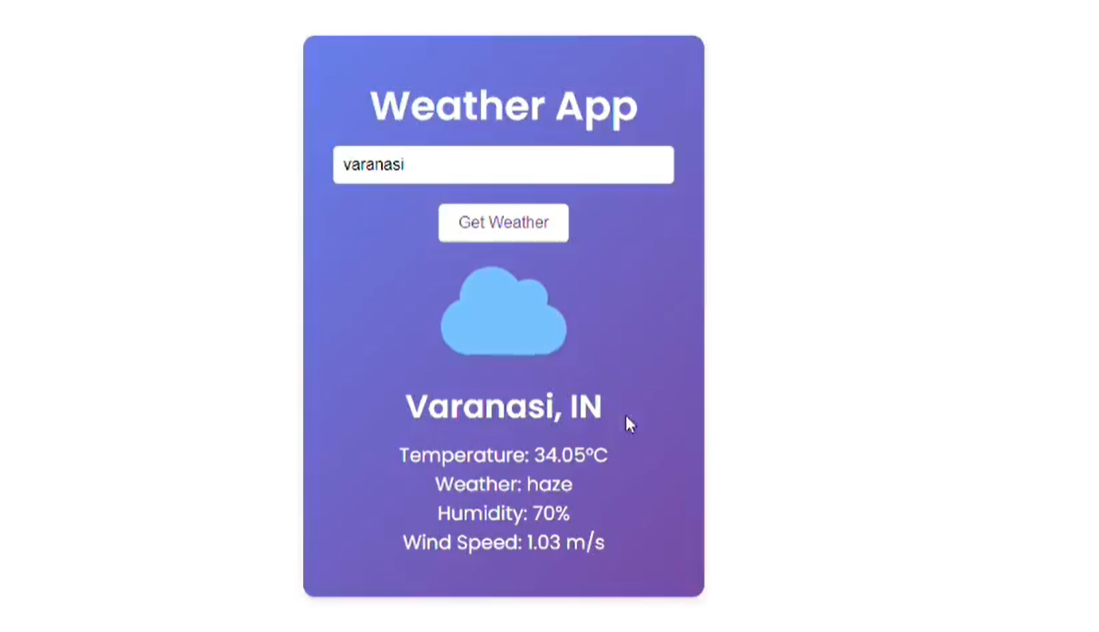 Weather App
varanasi
Get Weather
Varanasi, IN
Temperature: 34.05°C
Weather: haze
Humidity: 70%
Wind Speed: 1.03 m/s